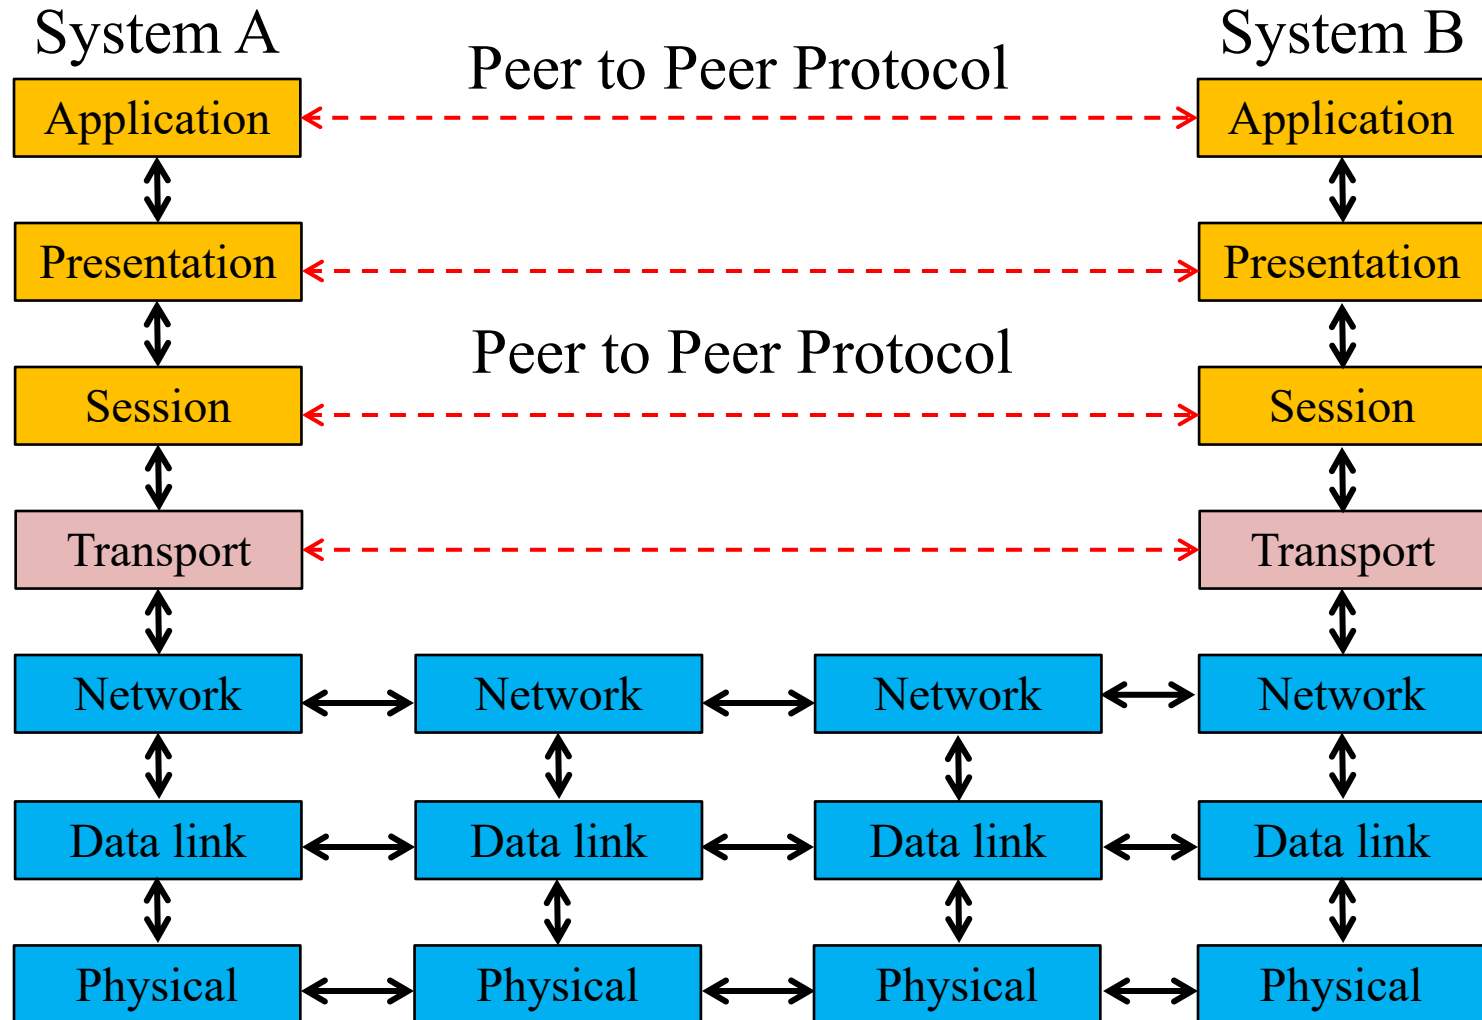 System A
System B
Peer to Peer Protocol
Application
Application
Presentation
Presentation
Peer to Peer Protocol
Session
Session
Transport
Transport
Network
Network
Network
Network
Data link
Data link
Data link
Data link
Physical
Physical
Physical
Physical